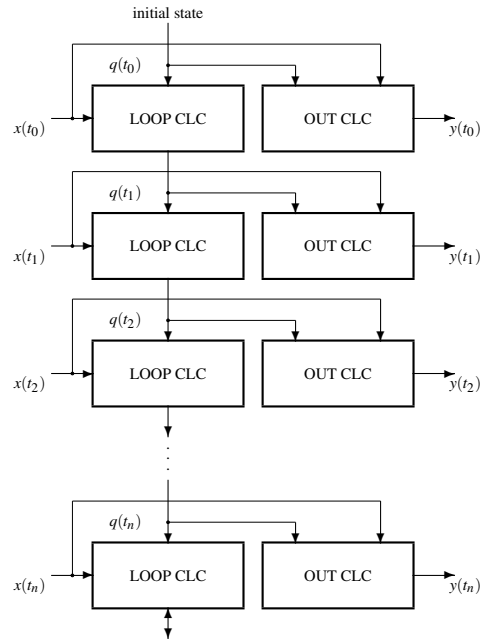 initial state
q(t₀)
x(t₀) LOOP CLC OUT CLC y(t₀)
q(t₁)
x(t₁) LOOP CLC OUT CLC y(t₁)
q(t₂)
x(t₂) LOOP CLC OUT CLC y(t₂)
q(tₙ)
x(tₙ) LOOP CLC OUT CLC y(tₙ)